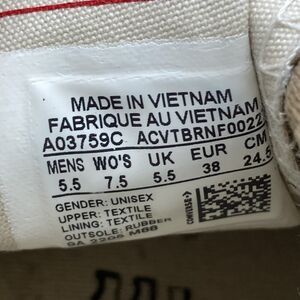 MADE IN VIETNAM
FABRIQUE AU VIETNAM
A03759C ACVTBRNF0022
MENS WO'S UK EUR CM
5.5 7.5 5.5 38 24.5
GENDER: UNISEX
UPPER: TEXTILE
LINING: TEXTILE
OUTSOLE: RUBBER
CONVERSE